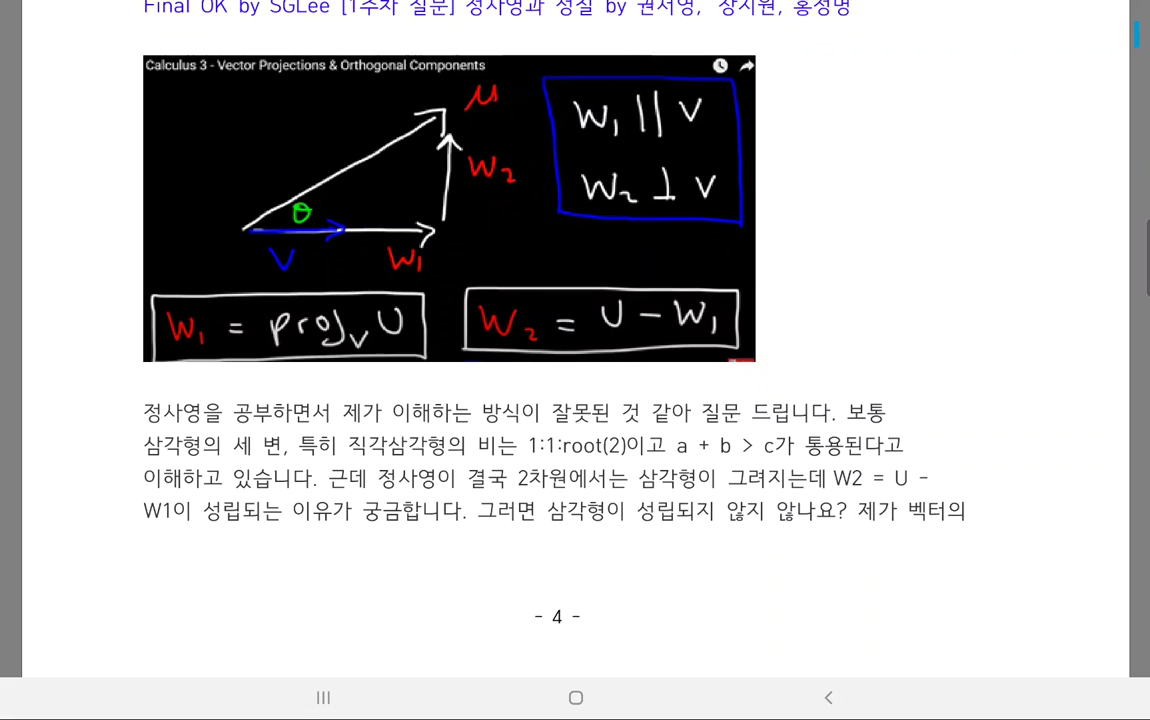 Final OK by SGLee [1주차 질문] 정사영과 성질 by 권서영, 장지원, 홍정명
Calculus 3 - Vector Projections & Orthogonal Components
u
W₁ || V
W₂
W₂ ⊥ V
θ
V
W₁
W₁ = proj_V U
W₂ = U - W₁
정사영을 공부하면서 제가 이해하는 방식이 잘못된 것 같아 질문 드립니다. 보통
삼각형의 세 변, 특히 직각삼각형의 비는 1:1:root(2)이고 a + b > c가 통용된다고
이해하고 있습니다. 근데 정사영이 결국 2차원에서는 삼각형이 그려지는데 W2 = U -
W1이 성립되는 이유가 궁금합니다. 그러면 삼각형이 성립되지 않지 않나요? 제가 벡터의
- 4 -